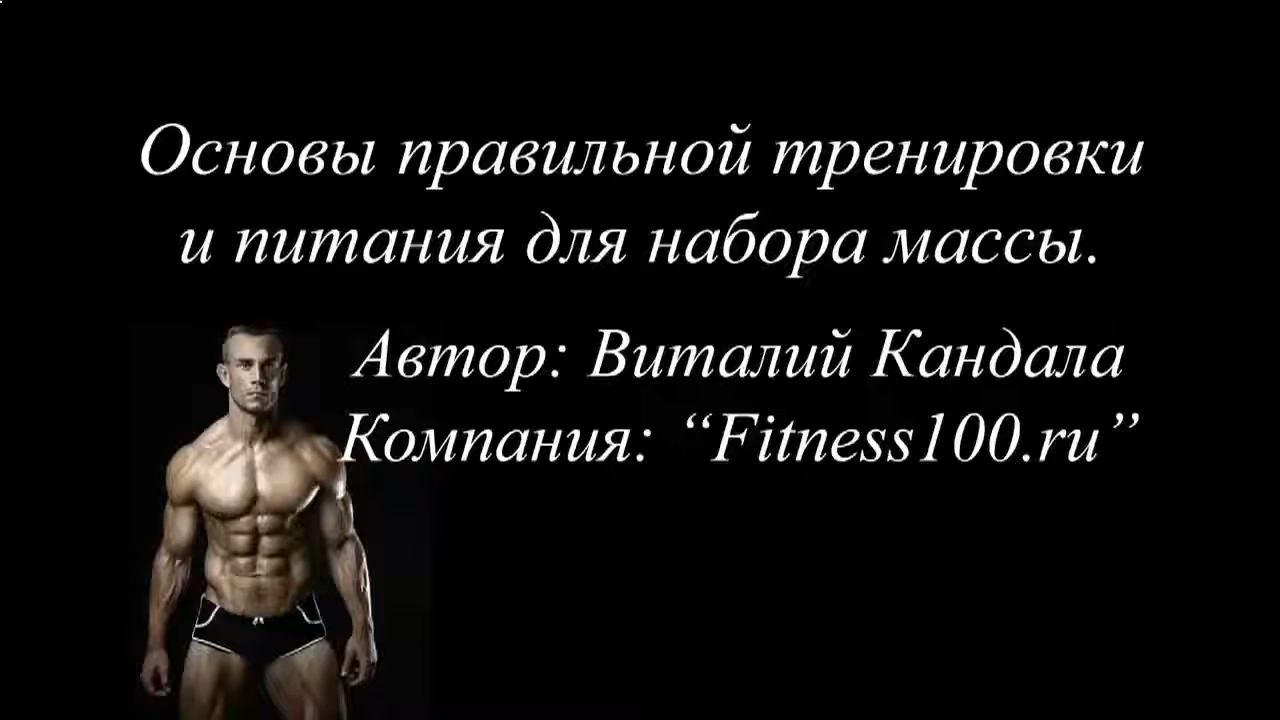 Основы правильной тренировки
и питания для набора массы.
Автор: Виталий Кандала
Компания: “Fitness100.ru”